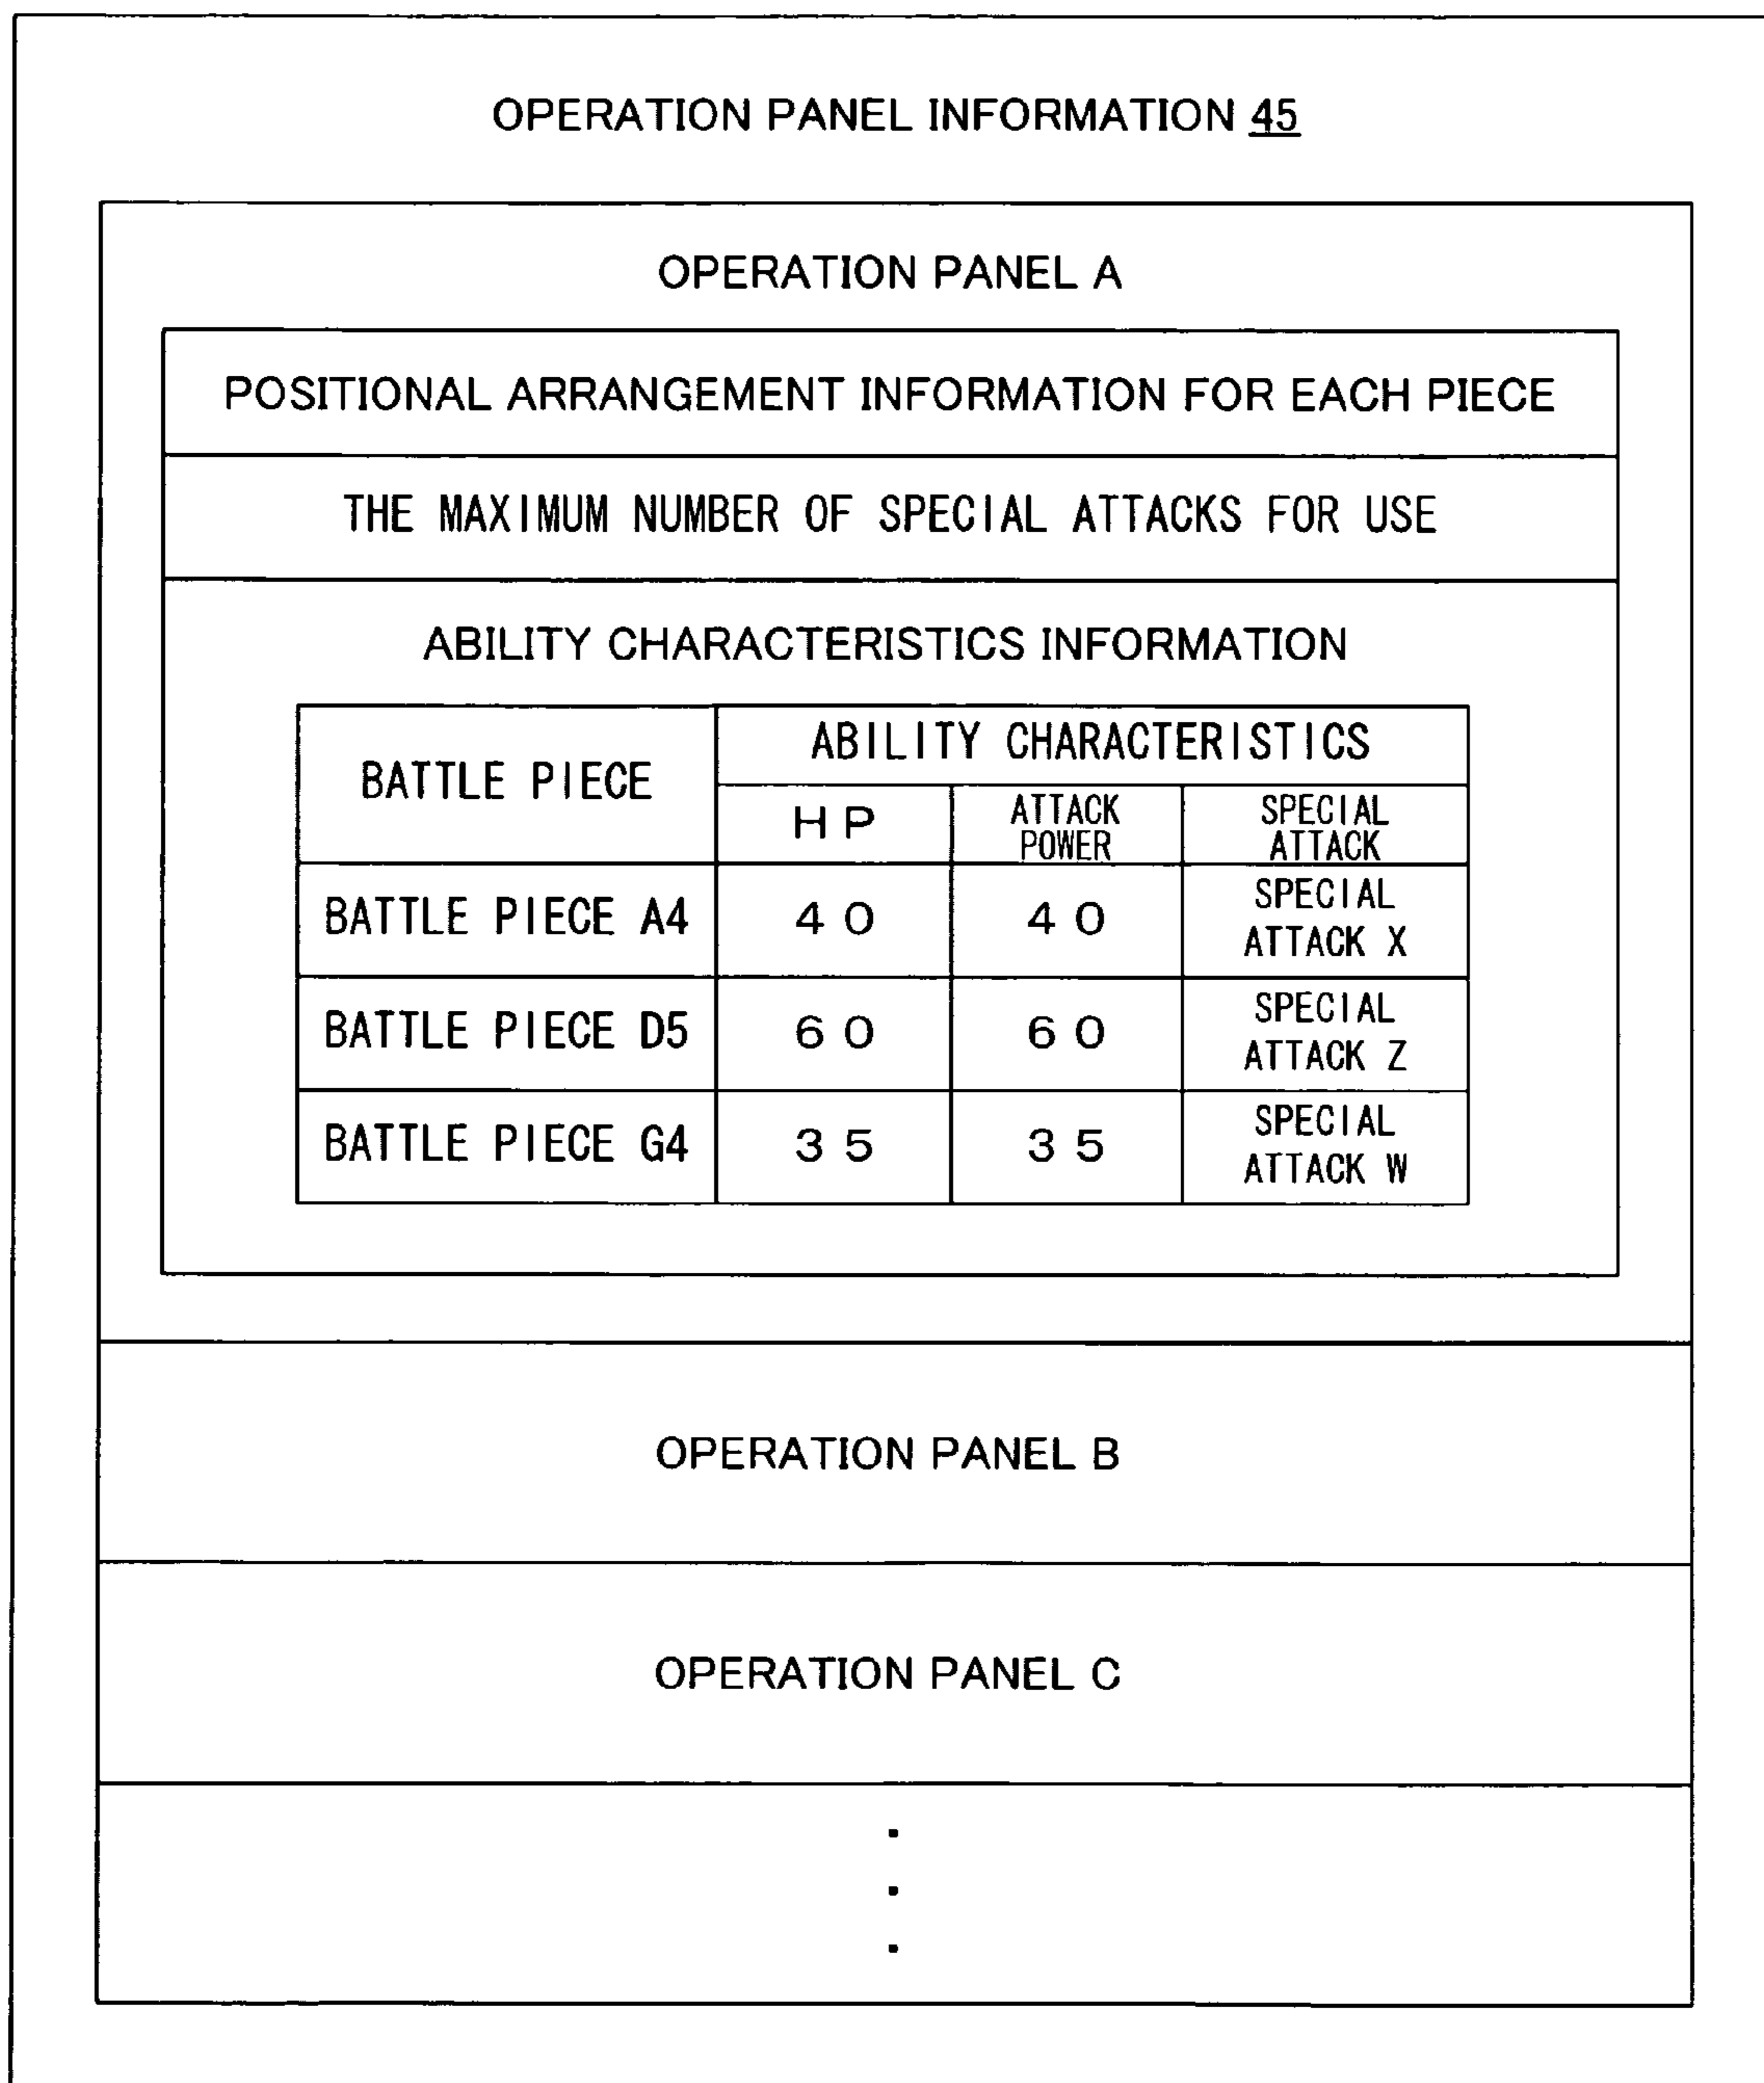 OPERATION PANEL INFORMATION 45
OPERATION PANEL A
POSITIONAL ARRANGEMENT INFORMATION FOR EACH PIECE
THE MAXIMUM NUMBER OF SPECIAL ATTACKS FOR USE
ABILITY CHARACTERISTICS INFORMATION
BATTLE PIECE
ABILITY CHARACTERISTICS
HP
ATTACK
POWER
SPECIAL
ATTACK
BATTLE PIECE A4
40
40
SPECIAL
ATTACK X
BATTLE PIECE D5
60
60
SPECIAL
ATTACK Z
BATTLE PIECE G4
35
35
SPECIAL
ATTACK W
OPERATION PANEL B
OPERATION PANEL C